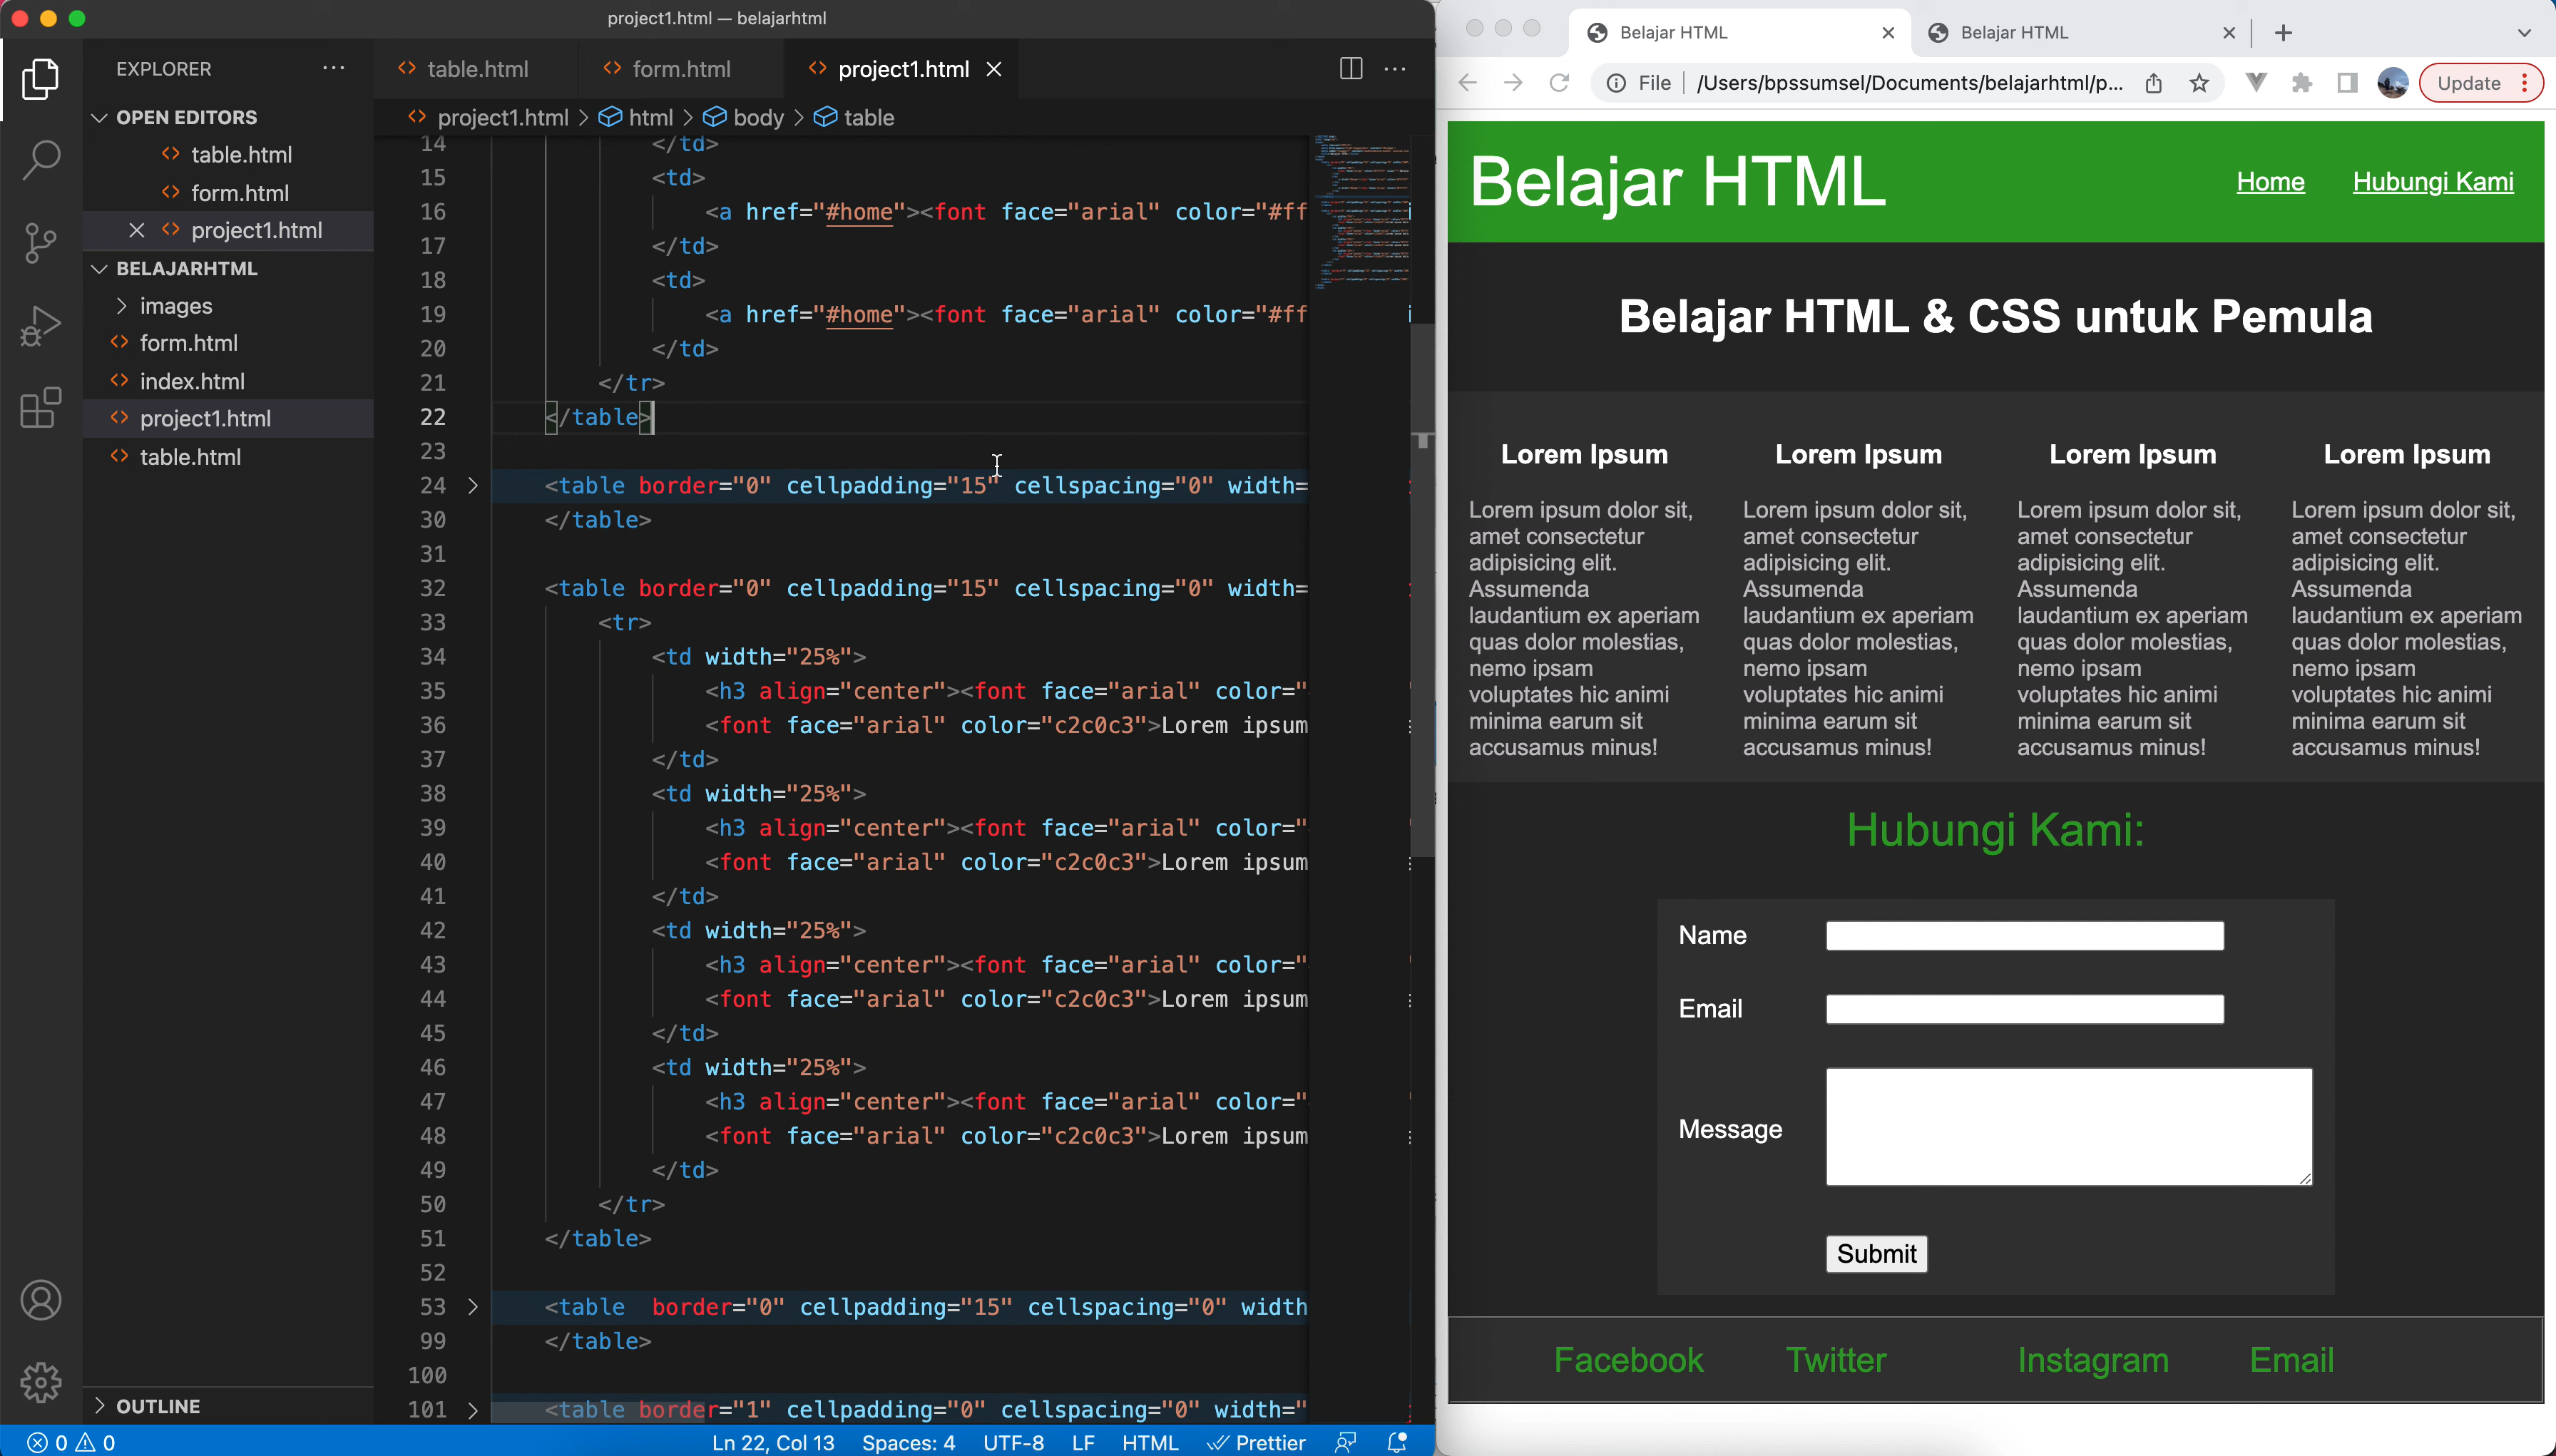 project1.html — belajarhtml
EXPLORER
OPEN EDITORS
table.html
form.html
project1.html
BELAJARHTML
images
form.html
index.html
project1.html
table.html
OUTLINE
table.html
form.html
project1.html
project1.html > html > body > table
14 </td>
15 <td>
16 <a href="#home"><font face="arial" color="#ff
17 </td>
18 <td>
19 <a href="#home"><font face="arial" color="#ff
20 </td>
21 </tr>
22 </table>
23
24 <table border="0" cellpadding="15" cellspacing="0" width=
30 </table>
31
32 <table border="0" cellpadding="15" cellspacing="0" width=
33 <tr>
34 <td width="25%">
35 <h3 align="center"><font face="arial" color="
36 <font face="arial" color="c2c0c3">Lorem ipsum
37 </td>
38 <td width="25%">
39 <h3 align="center"><font face="arial" color="
40 <font face="arial" color="c2c0c3">Lorem ipsum
41 </td>
42 <td width="25%">
43 <h3 align="center"><font face="arial" color="
44 <font face="arial" color="c2c0c3">Lorem ipsum
45 </td>
46 <td width="25%">
47 <h3 align="center"><font face="arial" color="
48 <font face="arial" color="c2c0c3">Lorem ipsum
49 </td>
50 </tr>
51 </table>
52
53 <table  border="0" cellpadding="15" cellspacing="0" width
99 </table>
100
101 <table border="1" cellpadding="0" cellspacing="0" width="
0 0
Ln 22, Col 13 Spaces: 4 UTF-8 LF HTML Prettier
Belajar HTML
Belajar HTML
File /Users/bpssumsel/Documents/belajarhtml/p...
Update
Belajar HTML
Home Hubungi Kami
Belajar HTML & CSS untuk Pemula
Lorem Ipsum
Lorem ipsum dolor sit,
amet consectetur
adipisicing elit.
Assumenda
laudantium ex aperiam
quas dolor molestias,
nemo ipsam
voluptates hic animi
minima earum sit
accusamus minus!
Lorem Ipsum
Lorem ipsum dolor sit,
amet consectetur
adipisicing elit.
Assumenda
laudantium ex aperiam
quas dolor molestias,
nemo ipsam
voluptates hic animi
minima earum sit
accusamus minus!
Lorem Ipsum
Lorem ipsum dolor sit,
amet consectetur
adipisicing elit.
Assumenda
laudantium ex aperiam
quas dolor molestias,
nemo ipsam
voluptates hic animi
minima earum sit
accusamus minus!
Lorem Ipsum
Lorem ipsum dolor sit,
amet consectetur
adipisicing elit.
Assumenda
laudantium ex aperiam
quas dolor molestias,
nemo ipsam
voluptates hic animi
minima earum sit
accusamus minus!
Hubungi Kami:
Name
Email
Message
Submit
Facebook Twitter Instagram Email